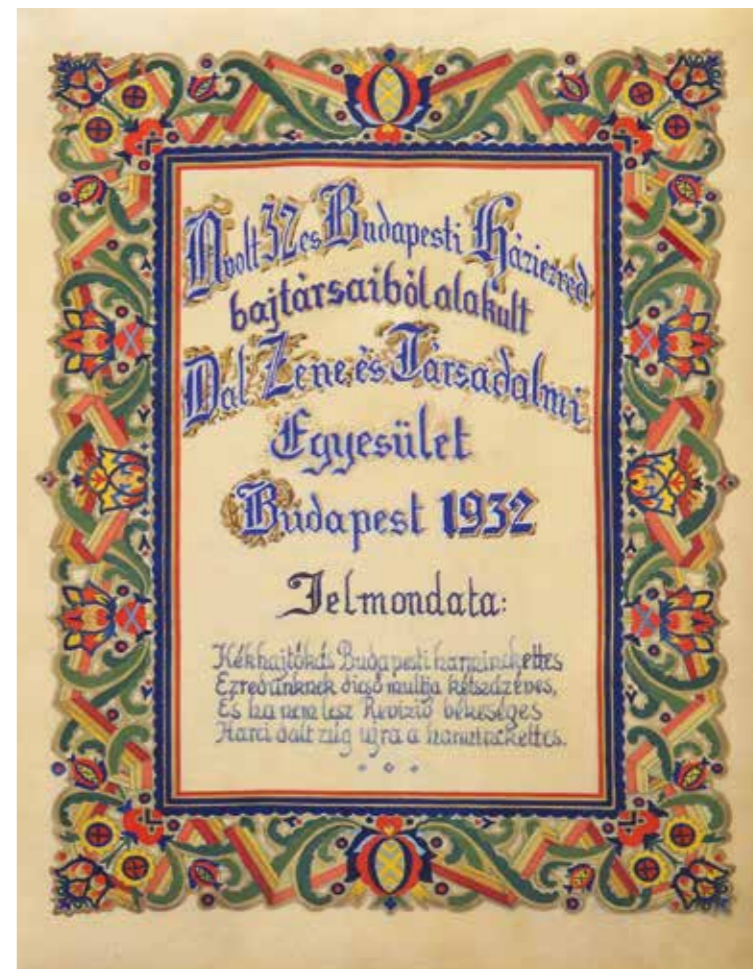 A volt 32 es Budapesti Háziezred
bajtársaiból alakult
Dal Zene, és Társadalmi
Egyesület
Budapest 1932
Jelmondata:
Kékhajtókás Budapesti harminckettes
Ezredünknek dicső multja kétszázéves,
És ha nem lesz Revizió békeséges
Harci dalt zúg ujra a harminckettes.